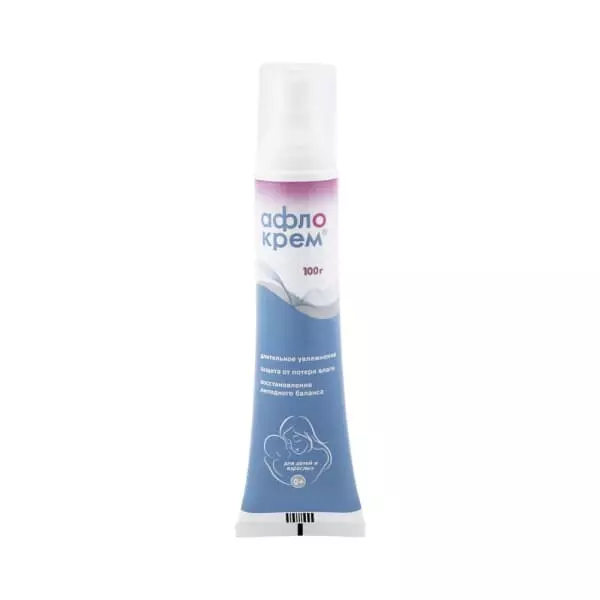 афло
крем®
100г
длительное увлажнение
защита от потери влаги
восстановление
липидного баланса
для детей и
взрослых
0+